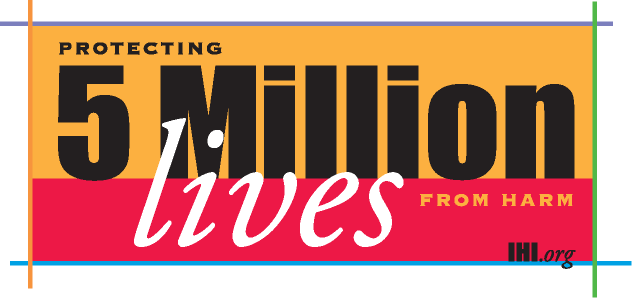 PROTECTING
5 Million
lives
FROM HARM
IHI.org